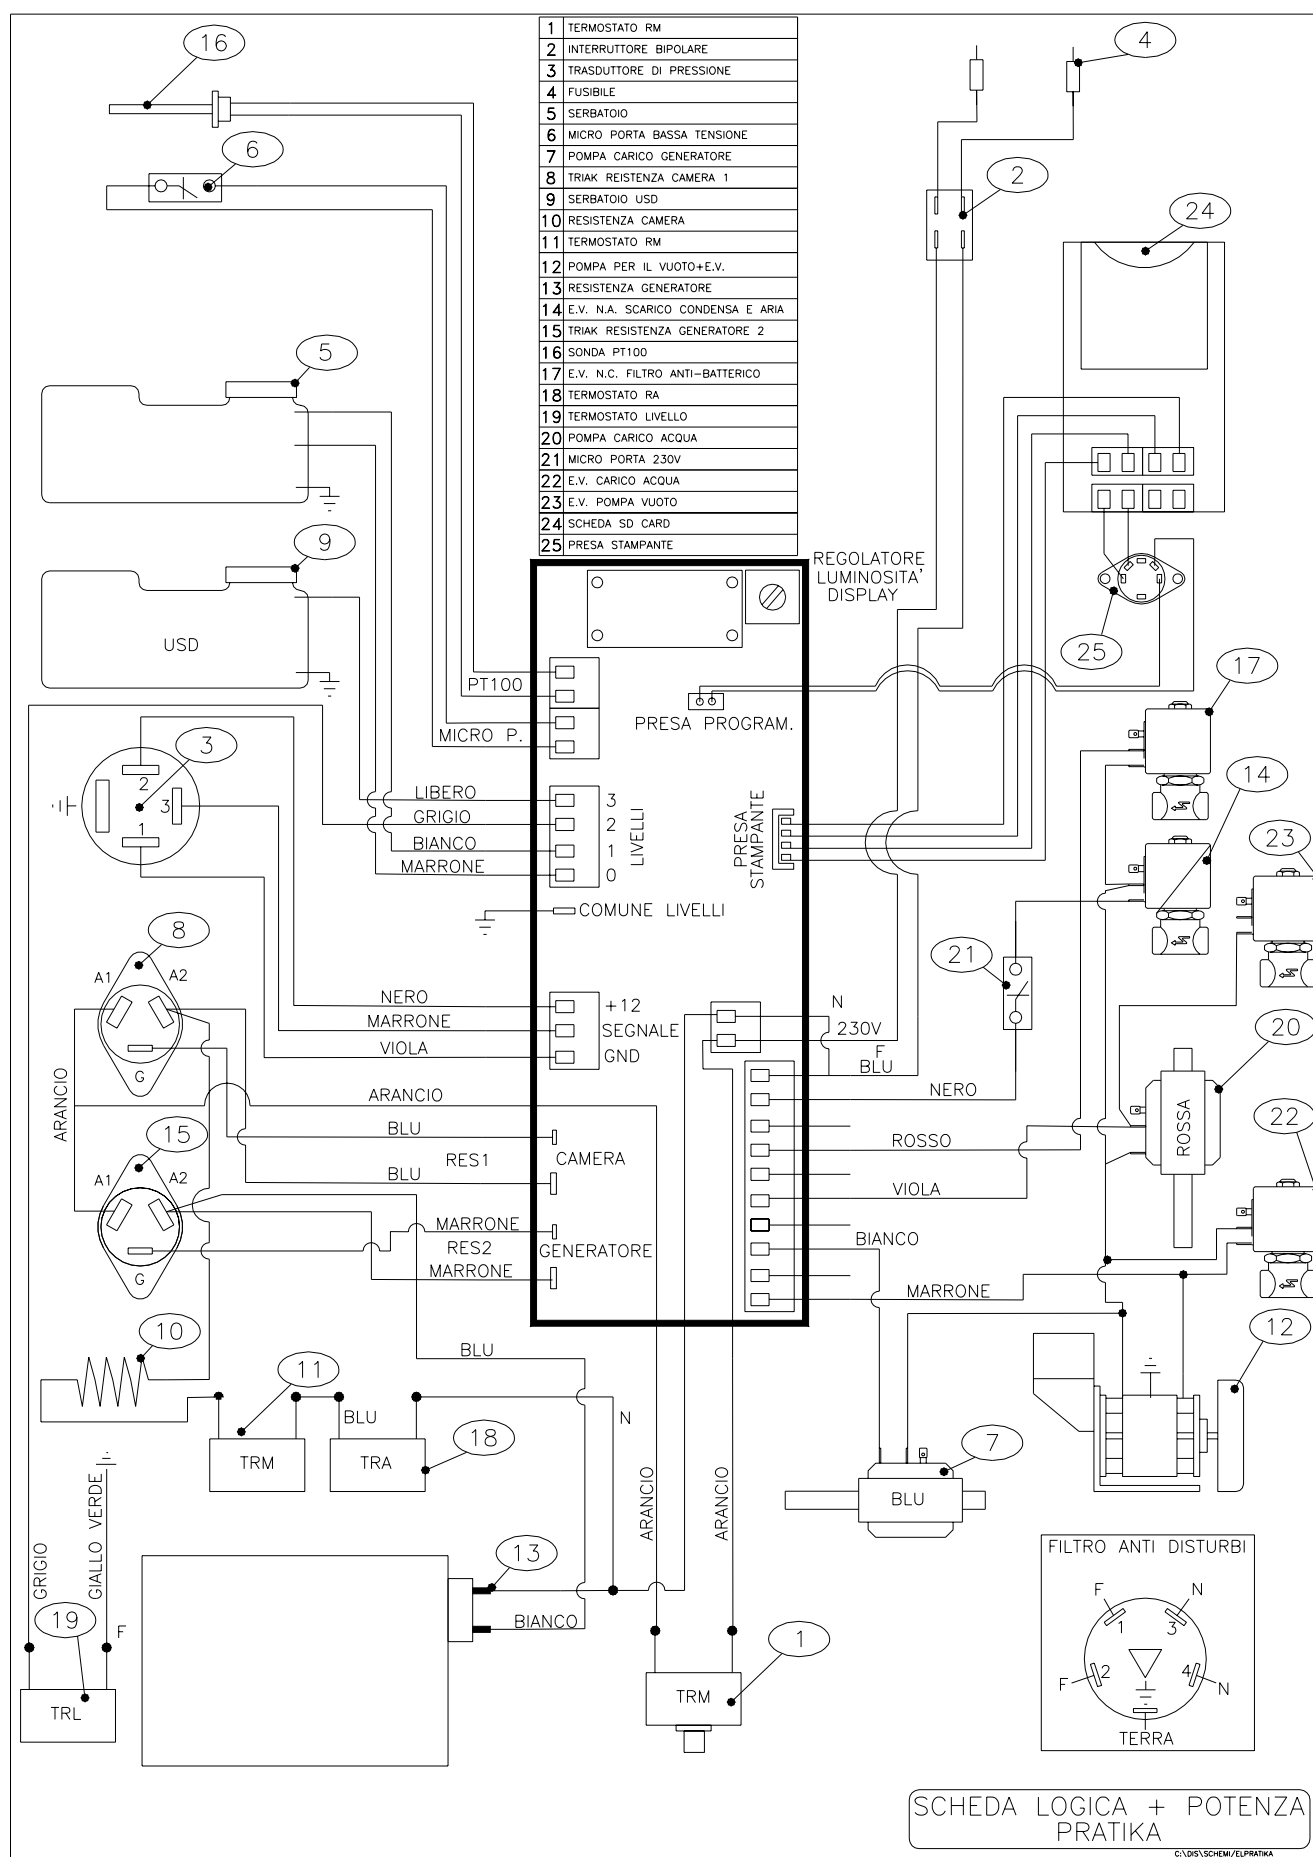 1 TERMOSTATO RM
2 INTERRUTTORE BIPOLARE
3 TRASDUTTORE DI PRESSIONE
4 FUSIBILE
5 SERBATOIO
6 MICRO PORTA BASSA TENSIONE
7 POMPA CARICO GENERATORE
8 TRIAK REISTENZA CAMERA 1
9 SERBATOIO USD
10 RESISTENZA CAMERA
11 TERMOSTATO RM
12 POMPA PER IL VUOTO+E.V.
13 RESISTENZA GENERATORE
14 E.V. N.A. SCARICO CONDENSA E ARIA
15 TRIAK RESISTENZA GENERATORE 2
16 SONDA PT100
17 E.V. N.C. FILTRO ANTI-BATTERICO
18 TERMOSTATO RA
19 TERMOSTATO LIVELLO
20 POMPA CARICO ACQUA
21 MICRO PORTA 230V
22 E.V. CARICO ACQUA
23 E.V. POMPA VUOTO
24 SCHEDA SD CARD
25 PRESA STAMPANTE
16
4
6
2
24
5
9
REGOLATORE
LUMINOSITA'
DISPLAY
USD
25
17
PT100
PRESA PROGRAM.
MICRO P.
3
2
3
1
14
LIBERO 3
GRIGIO 2
BIANCO 1
MARRONE 0
LIVELLI
PRESA
STAMPANTE
23
COMUNE LIVELLI
8
A1 A2
G
21
NERO +12
MARRONE SEGNALE
VIOLA GND
N
230V
F
BLU
20
ARANCIO
ARANCIO
NERO
BLU
RES1 CAMERA
BLU
ROSSO
ROSSA
15
A1 A2
G
22
VIOLA
MARRONE
RES2 GENERATORE
MARRONE
BIANCO
MARRONE
10
BLU
12
11
BLU
N
TRM
TRA
18
7
BLU
ARANCIO
ARANCIO
GRIGIO
GIALLO VERDE
13
BIANCO
FILTRO ANTI DISTURBI
F N
1 3
F 2 4 N
TERRA
19
F
TRL
1
TRM
SCHEDA LOGICA + POTENZA
PRATIKA
C:\DIS\SCHEMI/ELPRATIKA